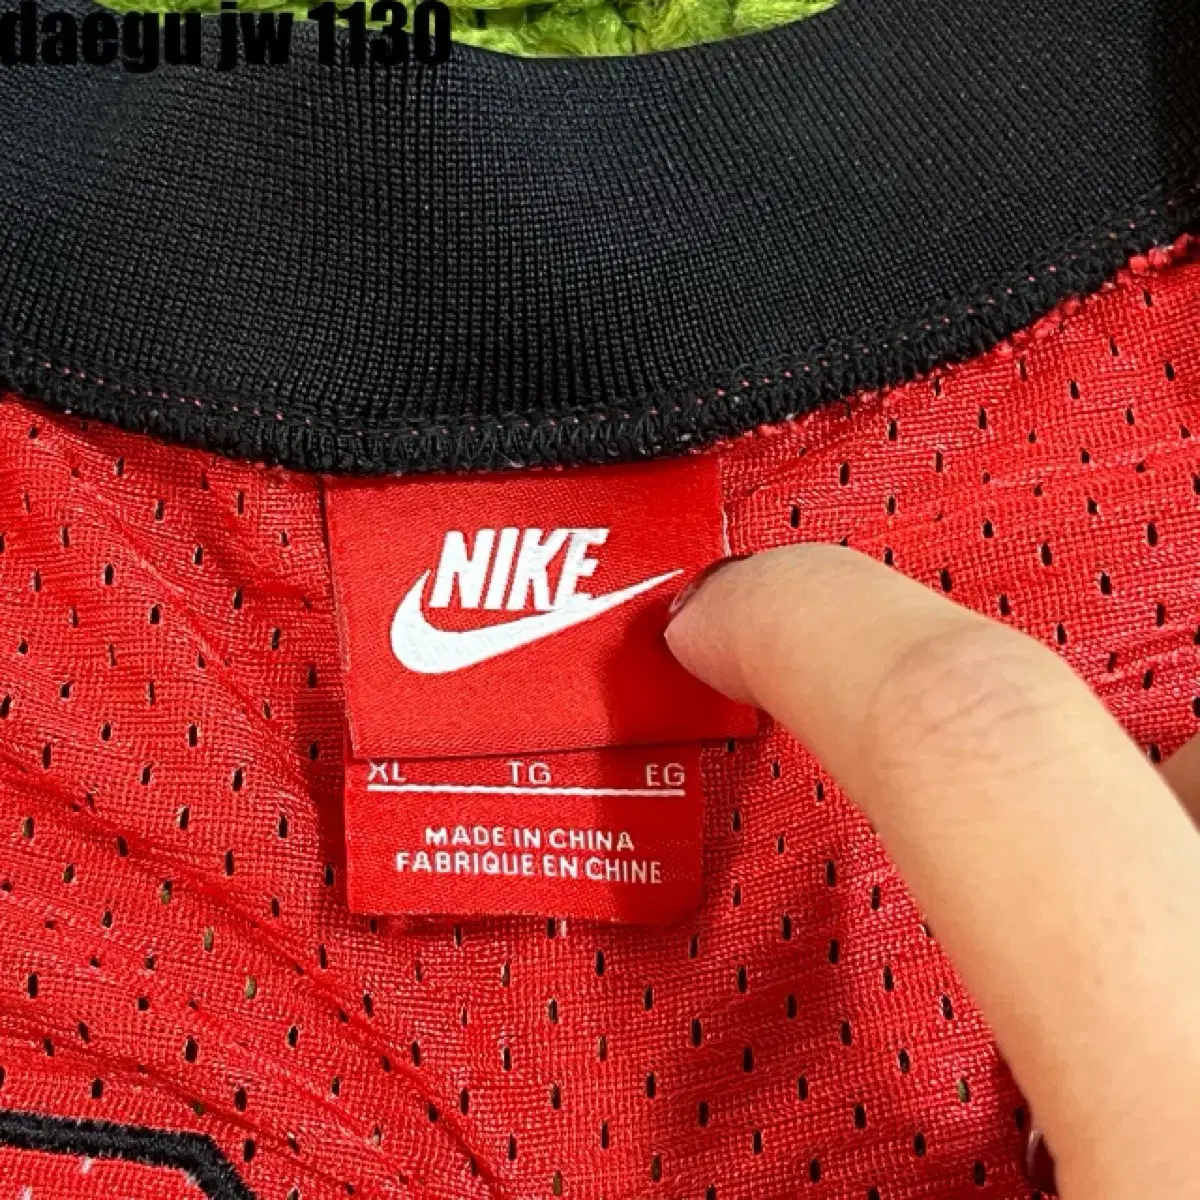 daegu jw 1130
NIKE
XL TG EG
MADE IN CHINA
FABRIQUE EN CHINE